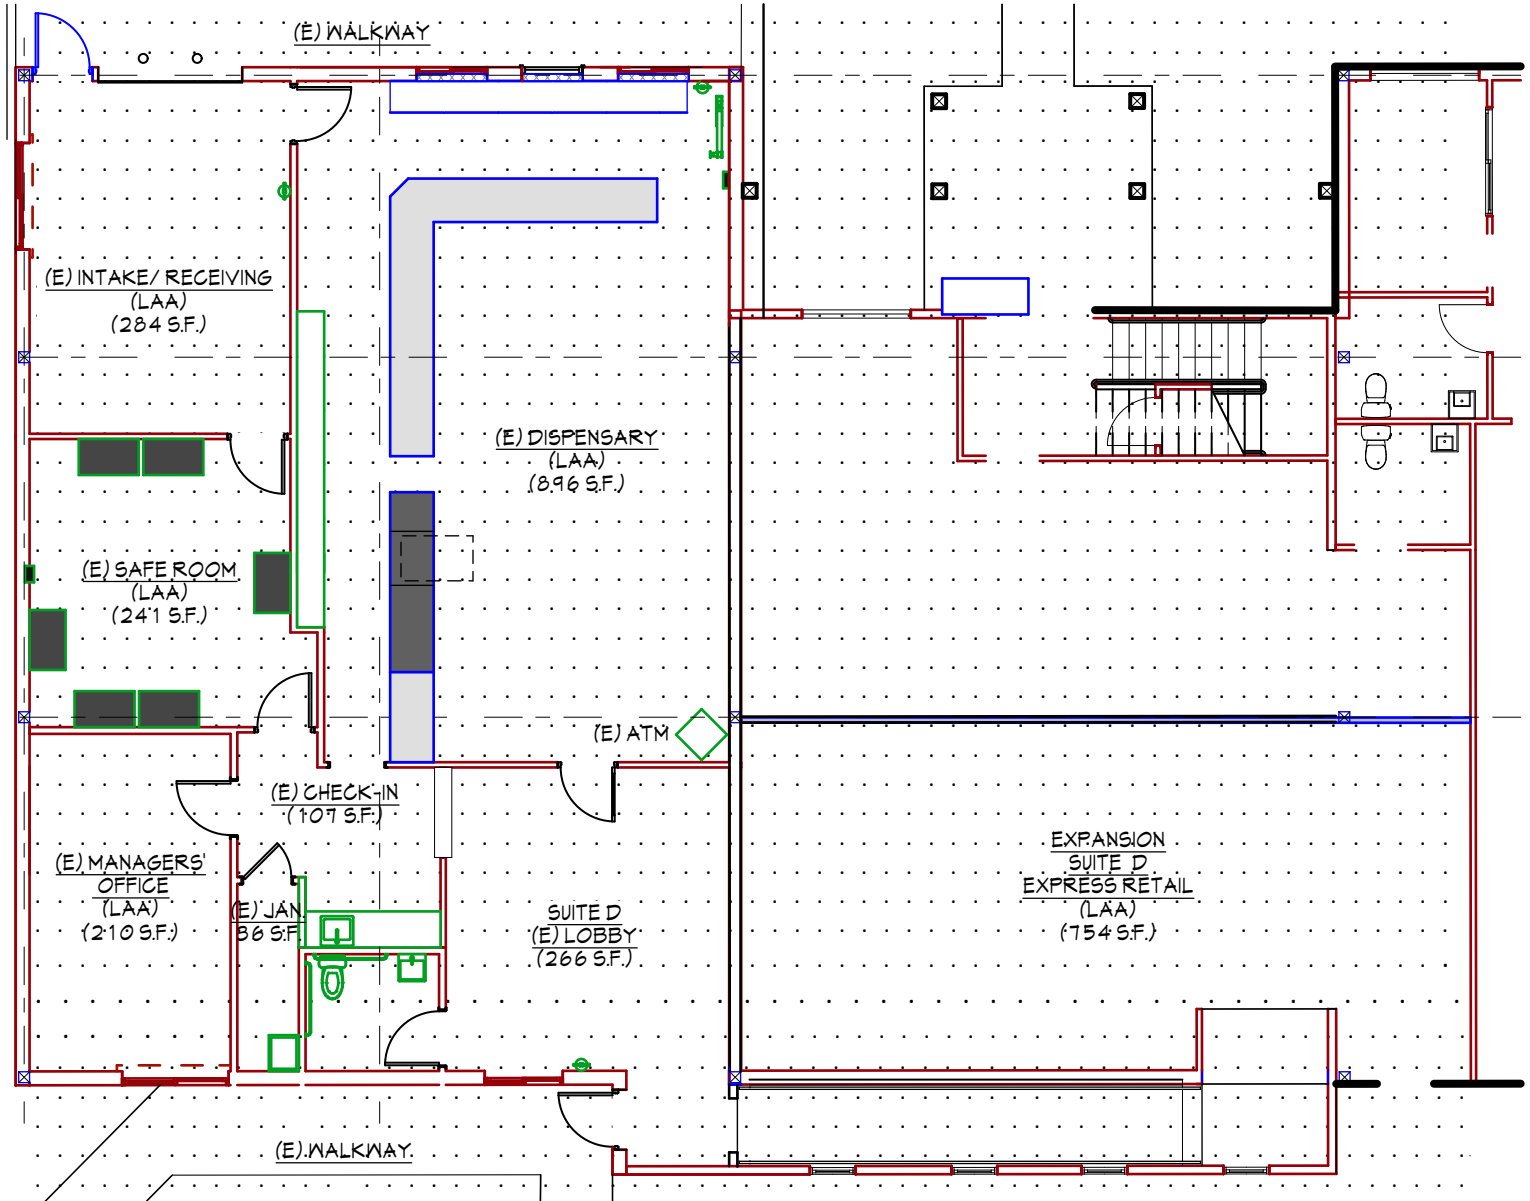 (E) WALKWAY
(E) INTAKE/ RECEIVING
(LAA)
(284 S.F.)
(E) DISPENSARY
(LAA)
(896 S.F.)
(E) SAFE ROOM
(LAA)
(241 S.F.)
(E) ATM
(E) CHECK-IN
(107 S.F.)
(E) MANAGERS'
OFFICE
(LAA)
(210 S.F.)
(E) JAN.
36 S.F.
SUITE D
(E) LOBBY
(266 S.F.)
EXPANSION
SUITE D
EXPRESS RETAIL
(LAA)
(754 S.F.)
(E) WALKWAY